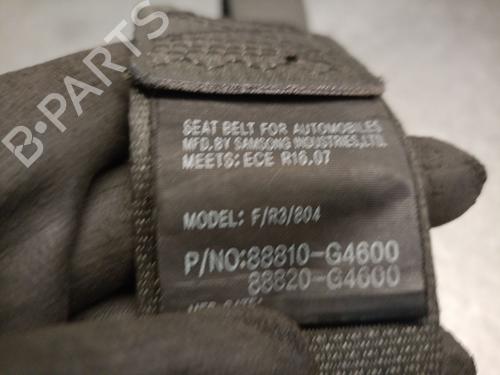 B-PARTS
SEAT BELT FOR AUTOMOBILES
MFD.BY SAMSONG INDUSTRIES,LTD.
MEETS: ECE R16.07
MODEL: F/R3/804
P/NO:88810-G4600
88820-G4600